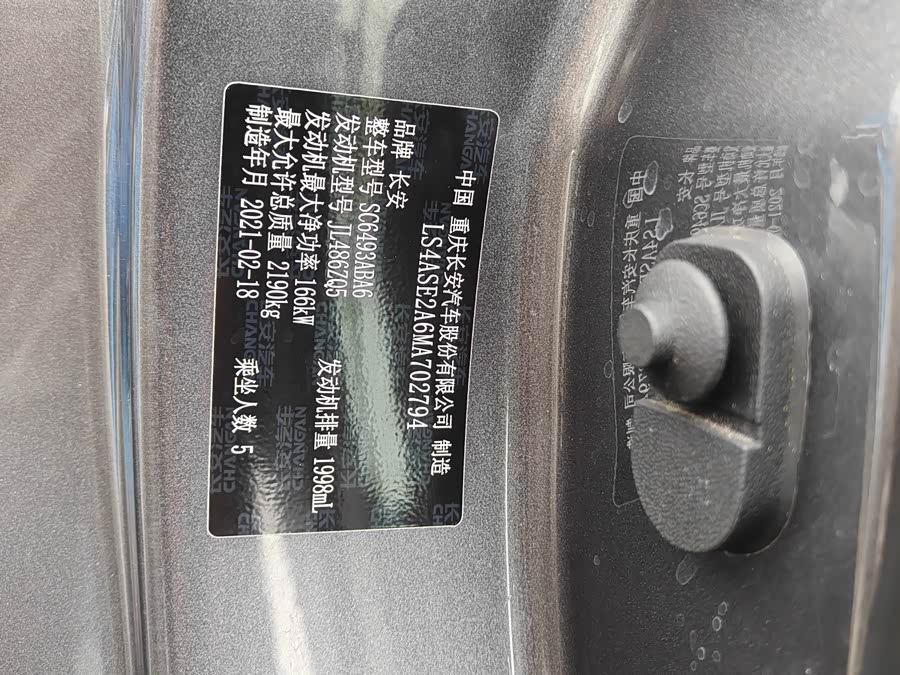 中国 重庆长安汽车股份有限公司 制造
LS4ASE2A6MA702794
品牌 长安
整车型号 SC6493ABA6
发动机型号 JL486ZQ5
发动机排量 1998mL
发动机最大净功率 166kW
最大允许总质量 2190kg
制造年月 2021-02-18
乘坐人数 5